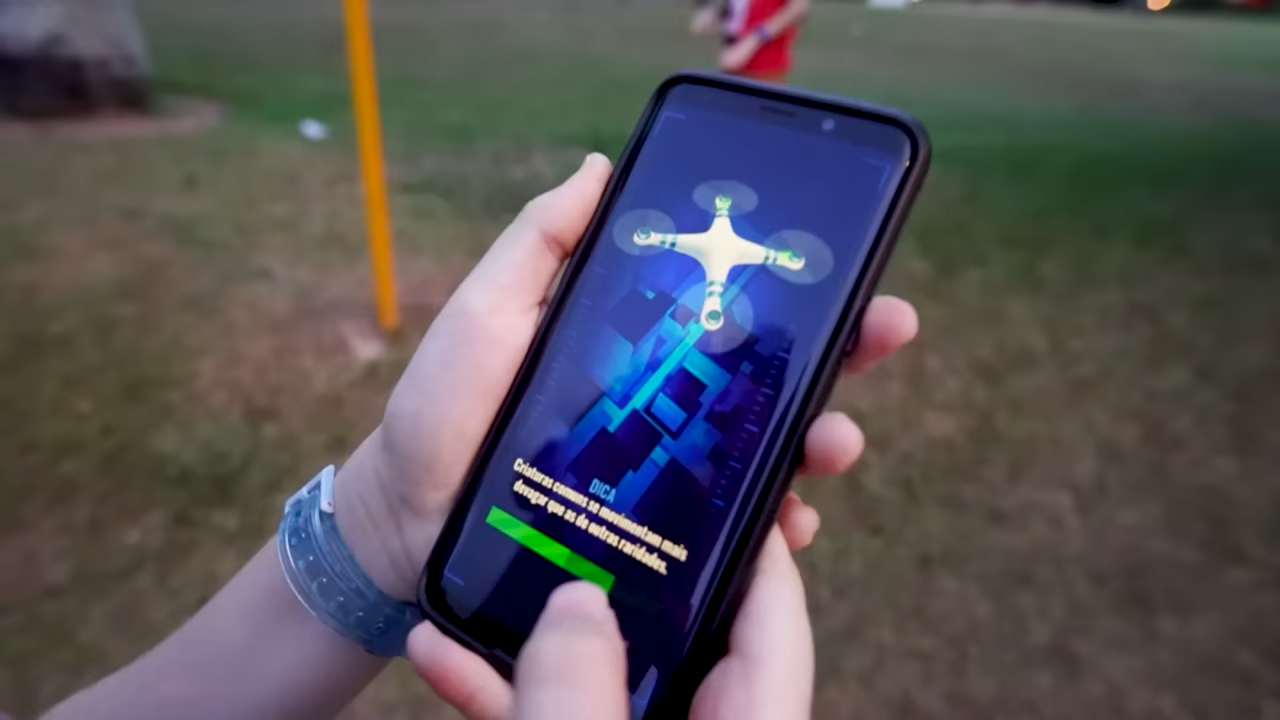 DICA
Criaturas comuns se movimentam mais
devagar que as de outras raridades.